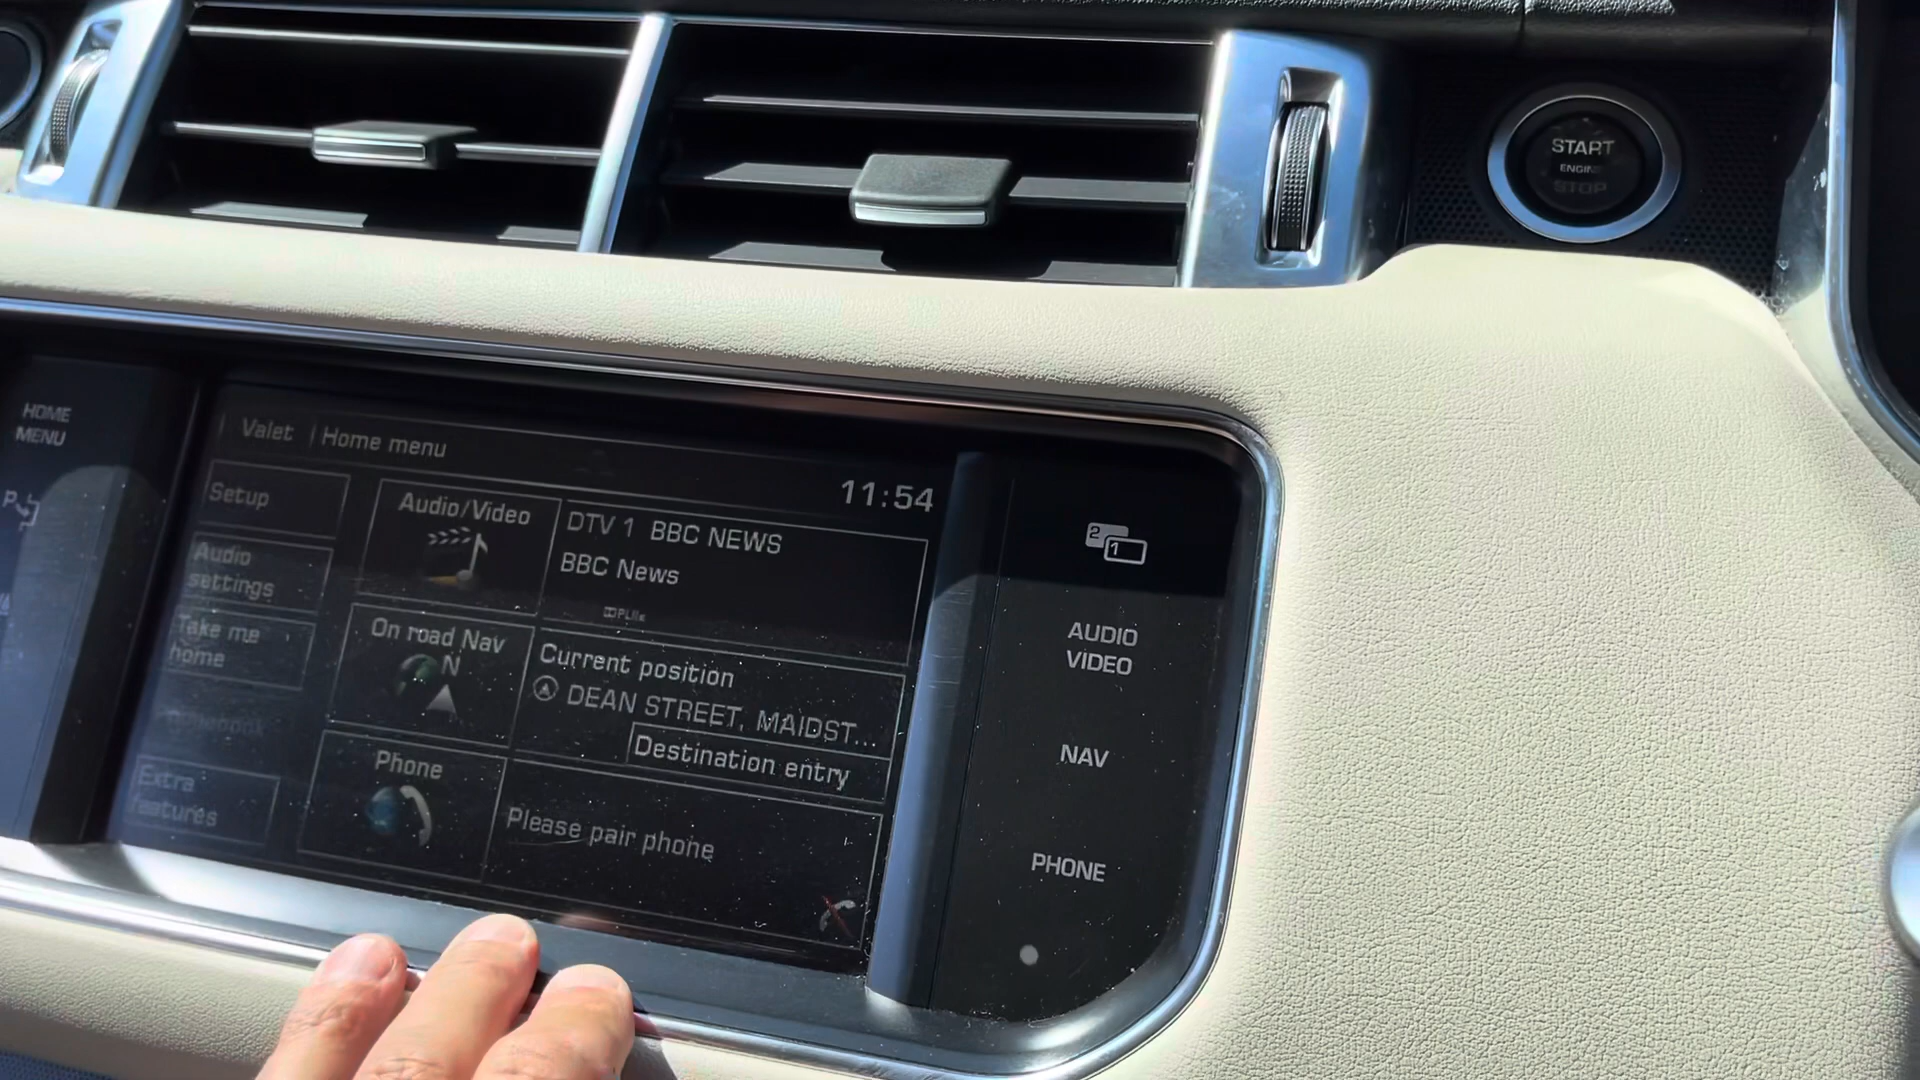 START
ENGINE
STOP
HOME
MENU
Valet
Home menu
11:54
Setup
Audio/Video
DTV 1 BBC NEWS
BBC News
Audio
settings
On road Nav
N
Current position
DEAN STREET, MAIDST...
Destination entry
Take me
home
Extra
features
Phone
Please pair phone
2
1
AUDIO
VIDEO
NAV
PHONE
P